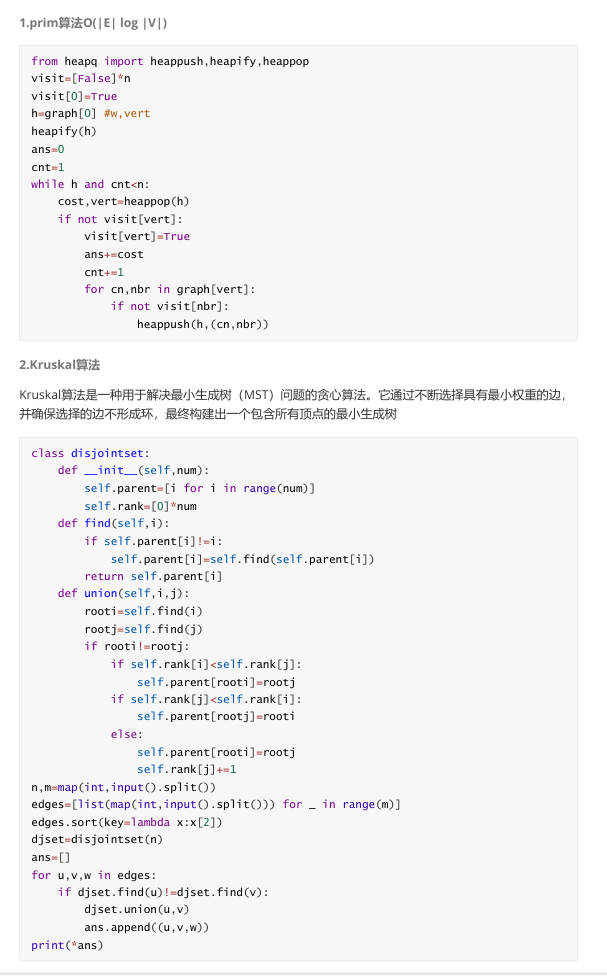 1.prim算法O(|E| log |V|)
from heapq import heappush,heapify,heappop
visit=[False]*n
visit[0]=True
h=graph[0] #w,vert
heapify(h)
ans=0
cnt=1
while h and cnt<n:
    cost,vert=heappop(h)
    if not visit[vert]:
        visit[vert]=True
        ans+=cost
        cnt+=1
        for cn,nbr in graph[vert]:
            if not visit[nbr]:
                heappush(h,(cn,nbr))
2.Kruskal算法
Kruskal算法是一种用于解决最小生成树（MST）问题的贪心算法。它通过不断选择具有最小权重的边，
并确保选择的边不形成环，最终构建出一个包含所有顶点的最小生成树
class disjointset:
    def __init__(self,num):
        self.parent=[i for i in range(num)]
        self.rank=[0]*num
    def find(self,i):
        if self.parent[i]!=i:
            self.parent[i]=self.find(self.parent[i])
        return self.parent[i]
    def union(self,i,j):
        rooti=self.find(i)
        rootj=self.find(j)
        if rooti!=rootj:
            if self.rank[i]<self.rank[j]:
                self.parent[rooti]=rootj
            if self.rank[j]<self.rank[i]:
                self.parent[rootj]=rooti
            else:
                self.parent[rooti]=rootj
                self.rank[j]+=1
n,m=map(int,input().split())
edges=[list(map(int,input().split())) for _ in range(m)]
edges.sort(key=lambda x:x[2])
djset=disjointset(n)
ans=[]
for u,v,w in edges:
    if djset.find(u)!=djset.find(v):
        djset.union(u,v)
        ans.append((u,v,w))
print(*ans)